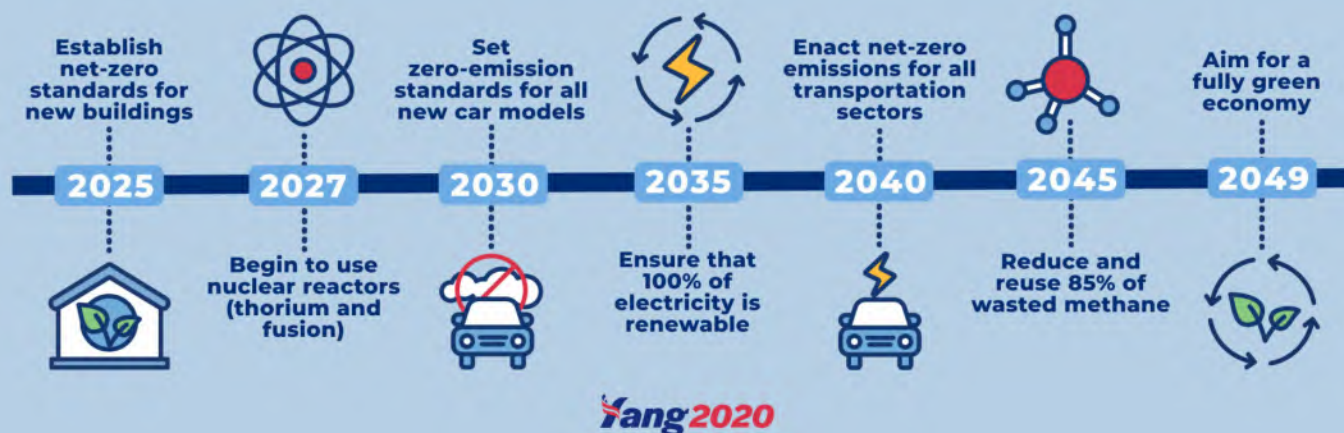 Establish
net-zero
standards for
new buildings
2025
2027
Begin to use
nuclear reactors
(thorium and
fusion)
Set
zero-emission
standards for all
new car models
2030
2035
Ensure that
100% of
electricity is
renewable
Enact net-zero
emissions for all
transportation
sectors
2040
2045
Reduce and
reuse 85% of
wasted methane
Aim for a
fully green
economy
2049
Yang2020